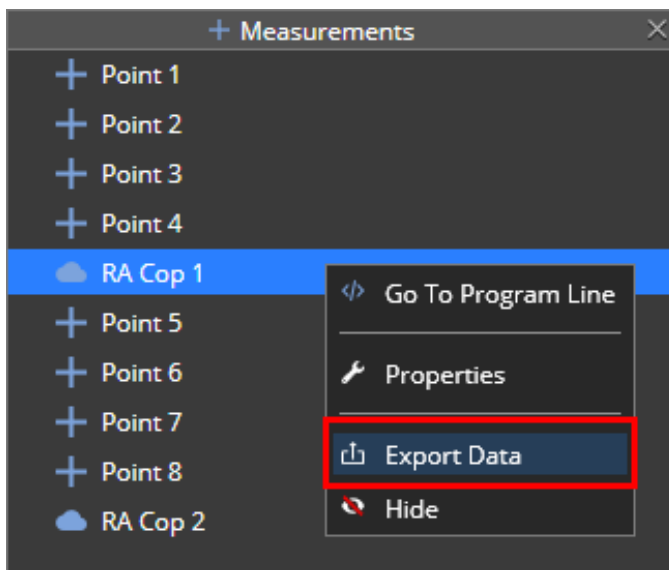 Measurements
Point 1
Point 2
Point 3
Point 4
RA Cop 1
Go To Program Line
Point 5
Point 6
Properties
Point 7
Export Data
Point 8
Hide
RA Cop 2